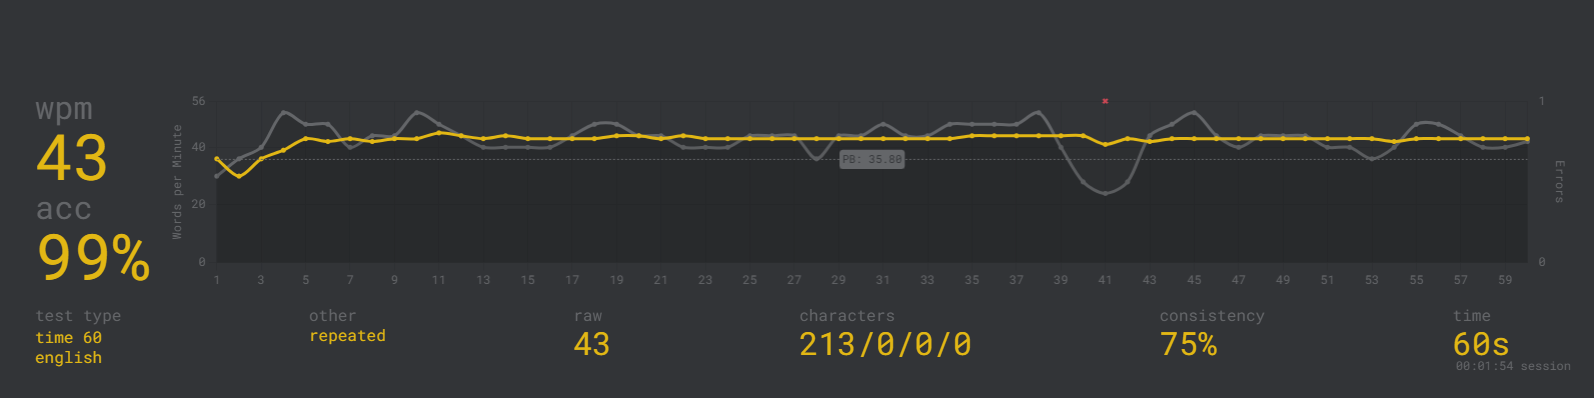 wpm
43
acc
99%
Words per Minute
56
40
20
0
PB: 35.80
1
0
Errors
1 3 5 7 9 11 13 15 17 19 21 23 25 27 29 31 33 35 37 39 41 43 45 47 49 51 53 55 57 59
test type
time 60
english
other
repeated
raw
43
characters
213/0/0/0
consistency
75%
time
60s
00:01:54 session